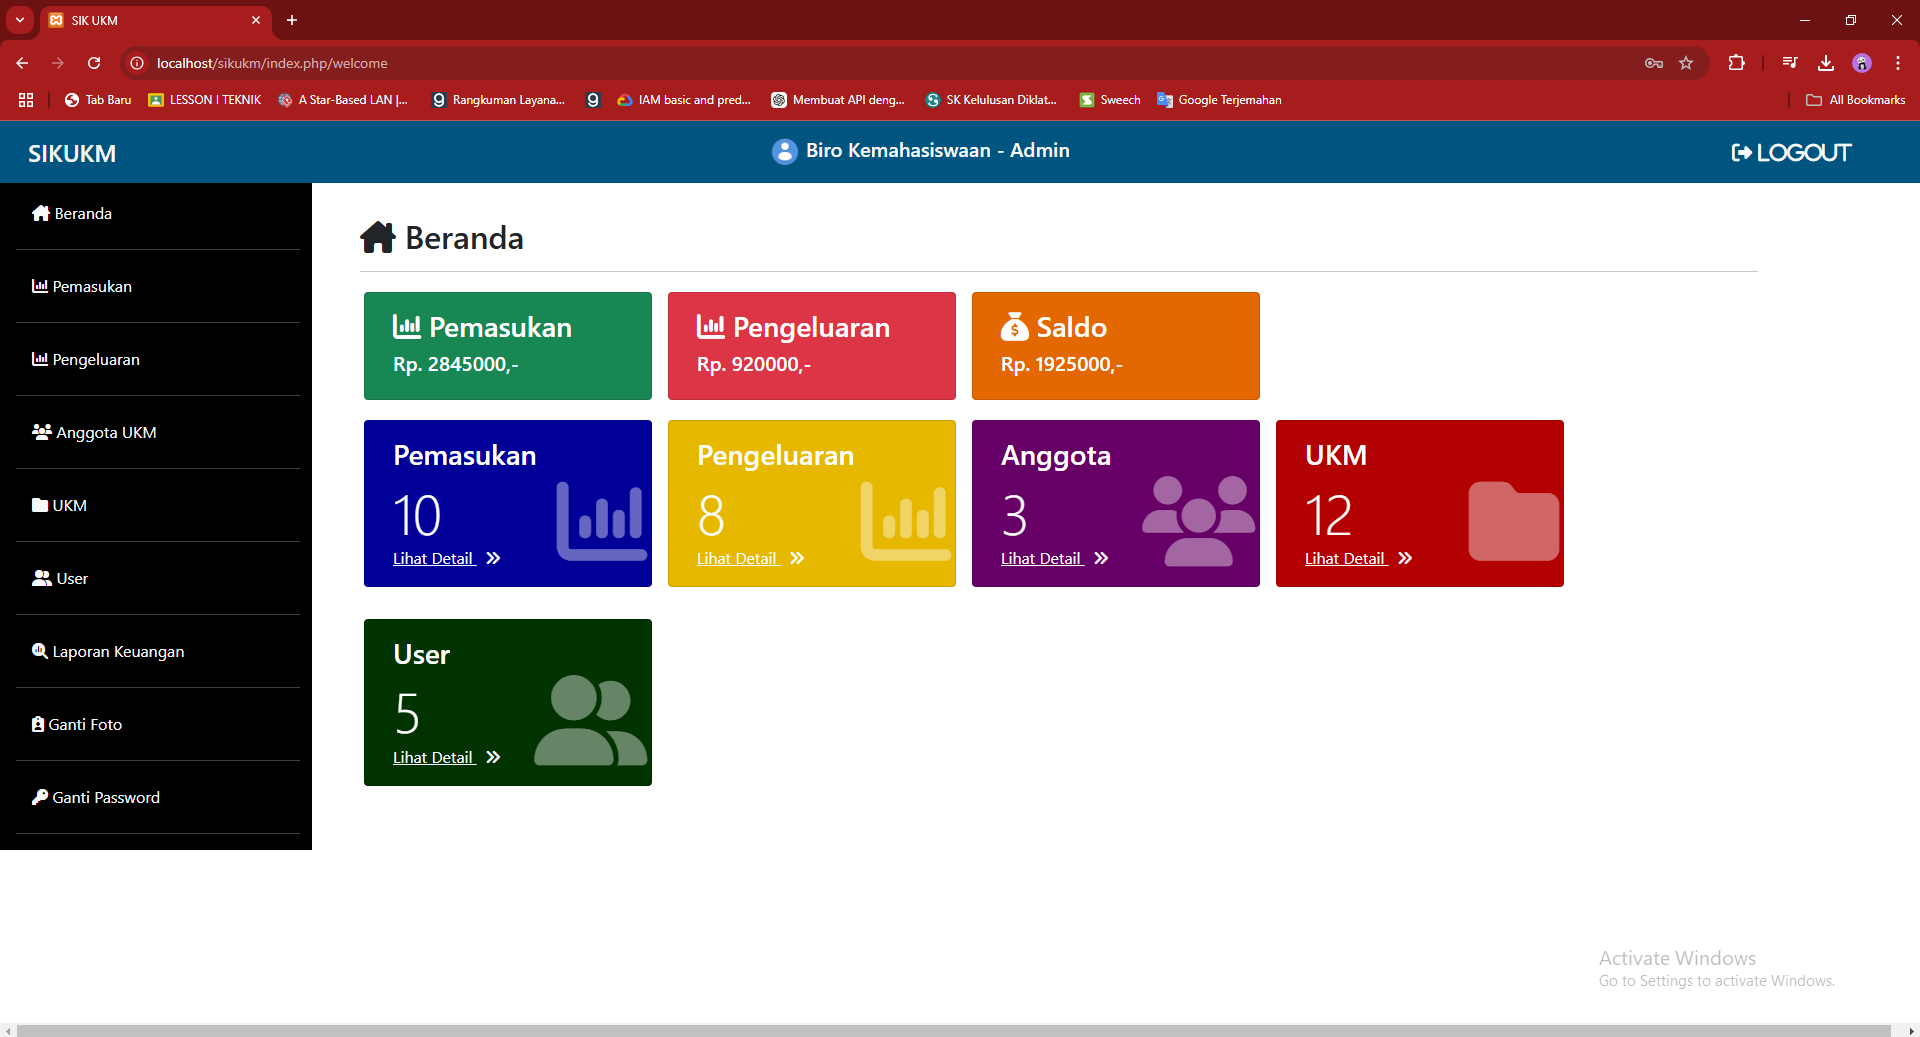 SIK UKM
localhost/sikukm/index.php/welcome
Tab Baru
LESSON I TEKNIK
A Star-Based LAN |...
Rangkuman Layana...
IAM basic and pred...
Membuat API deng...
SK Kelulusan Diklat...
Sweech
Google Terjemahan
All Bookmarks
SIKUKM
Biro Kemahasiswaan - Admin
LOGOUT
Beranda
Pemasukan
Pengeluaran
Anggota UKM
UKM
User
Laporan Keuangan
Ganti Foto
Ganti Password
Beranda
Pemasukan
Rp. 2845000,-
Pengeluaran
Rp. 920000,-
Saldo
Rp. 1925000,-
Pemasukan
10
Lihat Detail
Pengeluaran
8
Lihat Detail
Anggota
3
Lihat Detail
UKM
12
Lihat Detail
User
5
Lihat Detail
Activate Windows
Go to Settings to activate Windows.